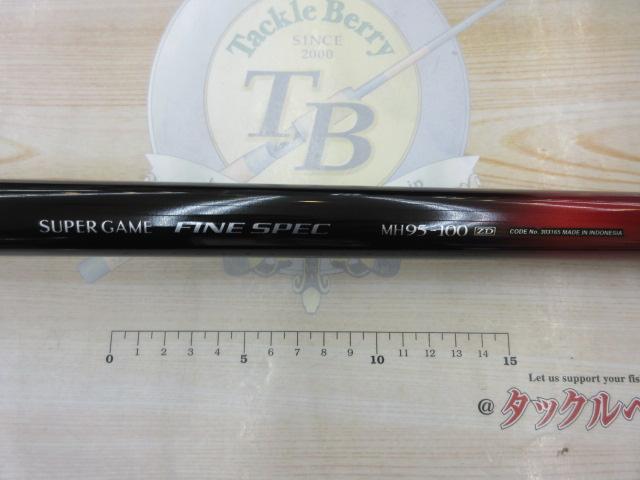 Tackle Berry
SINCE
2000
TB
SUPER GAME FINE SPEC MH95-100 ZD CODE No. 303165 MADE IN INDONESIA
0 1 2 3 4 5 6 7 8 9 10 11 12 13 14 15
Let us support your fis
@タックルベ